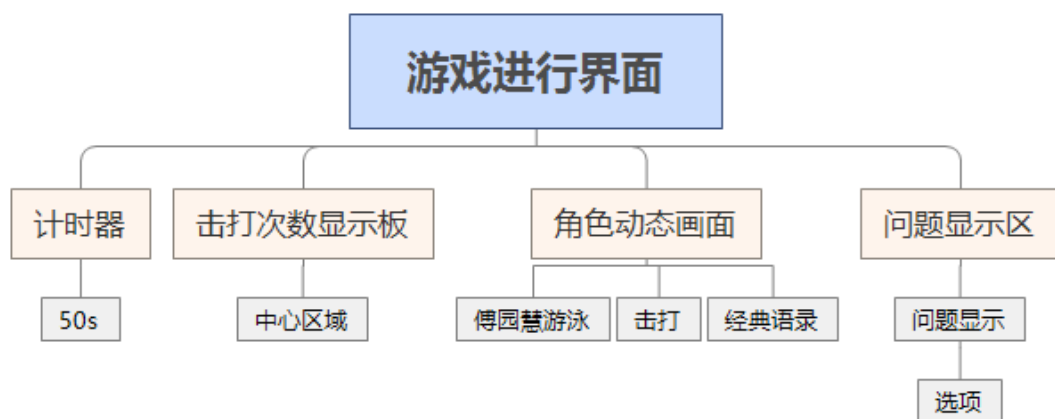 游戏进行界面
计时器
击打次数显示板
角色动态画面
问题显示区
50s
中心区域
傅园慧游泳
击打
经典语录
问题显示
选项